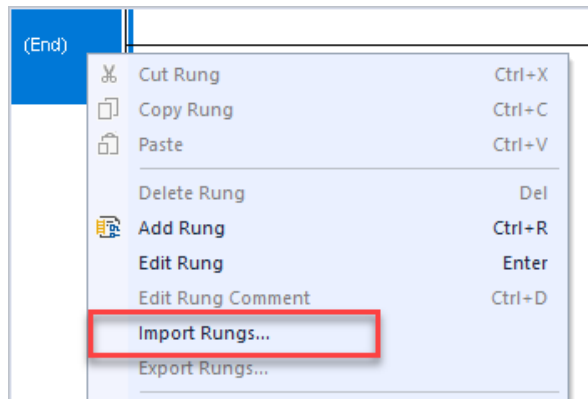 (End)
Cut Rung Ctrl+X
Copy Rung Ctrl+C
Paste Ctrl+V
Delete Rung Del
Add Rung Ctrl+R
Edit Rung Enter
Edit Rung Comment Ctrl+D
Import Rungs...
Export Rungs...